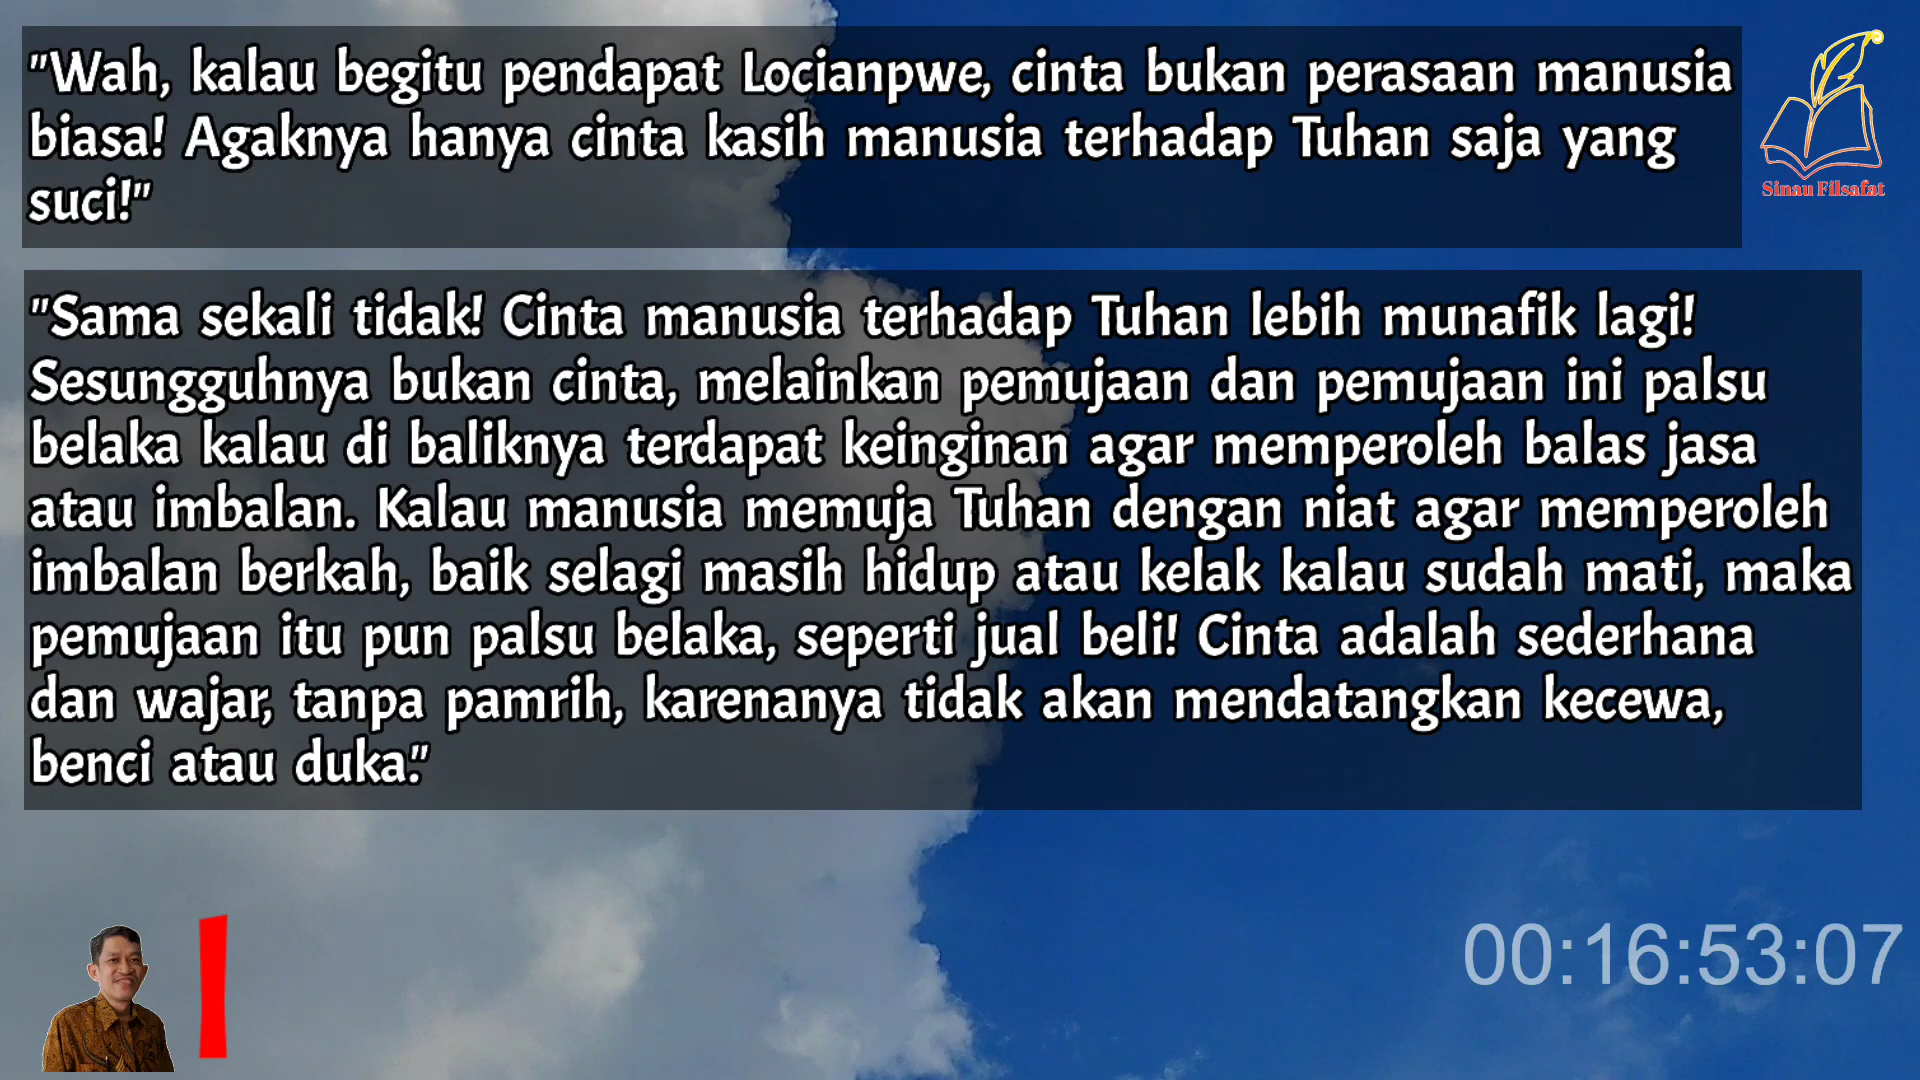 "Wah, kalau begitu pendapat Locianpwe, cinta bukan perasaan manusia
biasa! Agaknya hanya cinta kasih manusia terhadap Tuhan saja yang
suci!"
Sinau Filsafat
"Sama sekali tidak! Cinta manusia terhadap Tuhan lebih munafik lagi!
Sesungguhnya bukan cinta, melainkan pemujaan dan pemujaan ini palsu
belaka kalau di baliknya terdapat keinginan agar memperoleh balas jasa
atau imbalan. Kalau manusia memuja Tuhan dengan niat agar memperoleh
imbalan berkah, baik selagi masih hidup atau kelak kalau sudah mati, maka
pemujaan itu pun palsu belaka, seperti jual beli! Cinta adalah sederhana
dan wajar, tanpa pamrih, karenanya tidak akan mendatangkan kecewa,
benci atau duka."
00:16:53:07